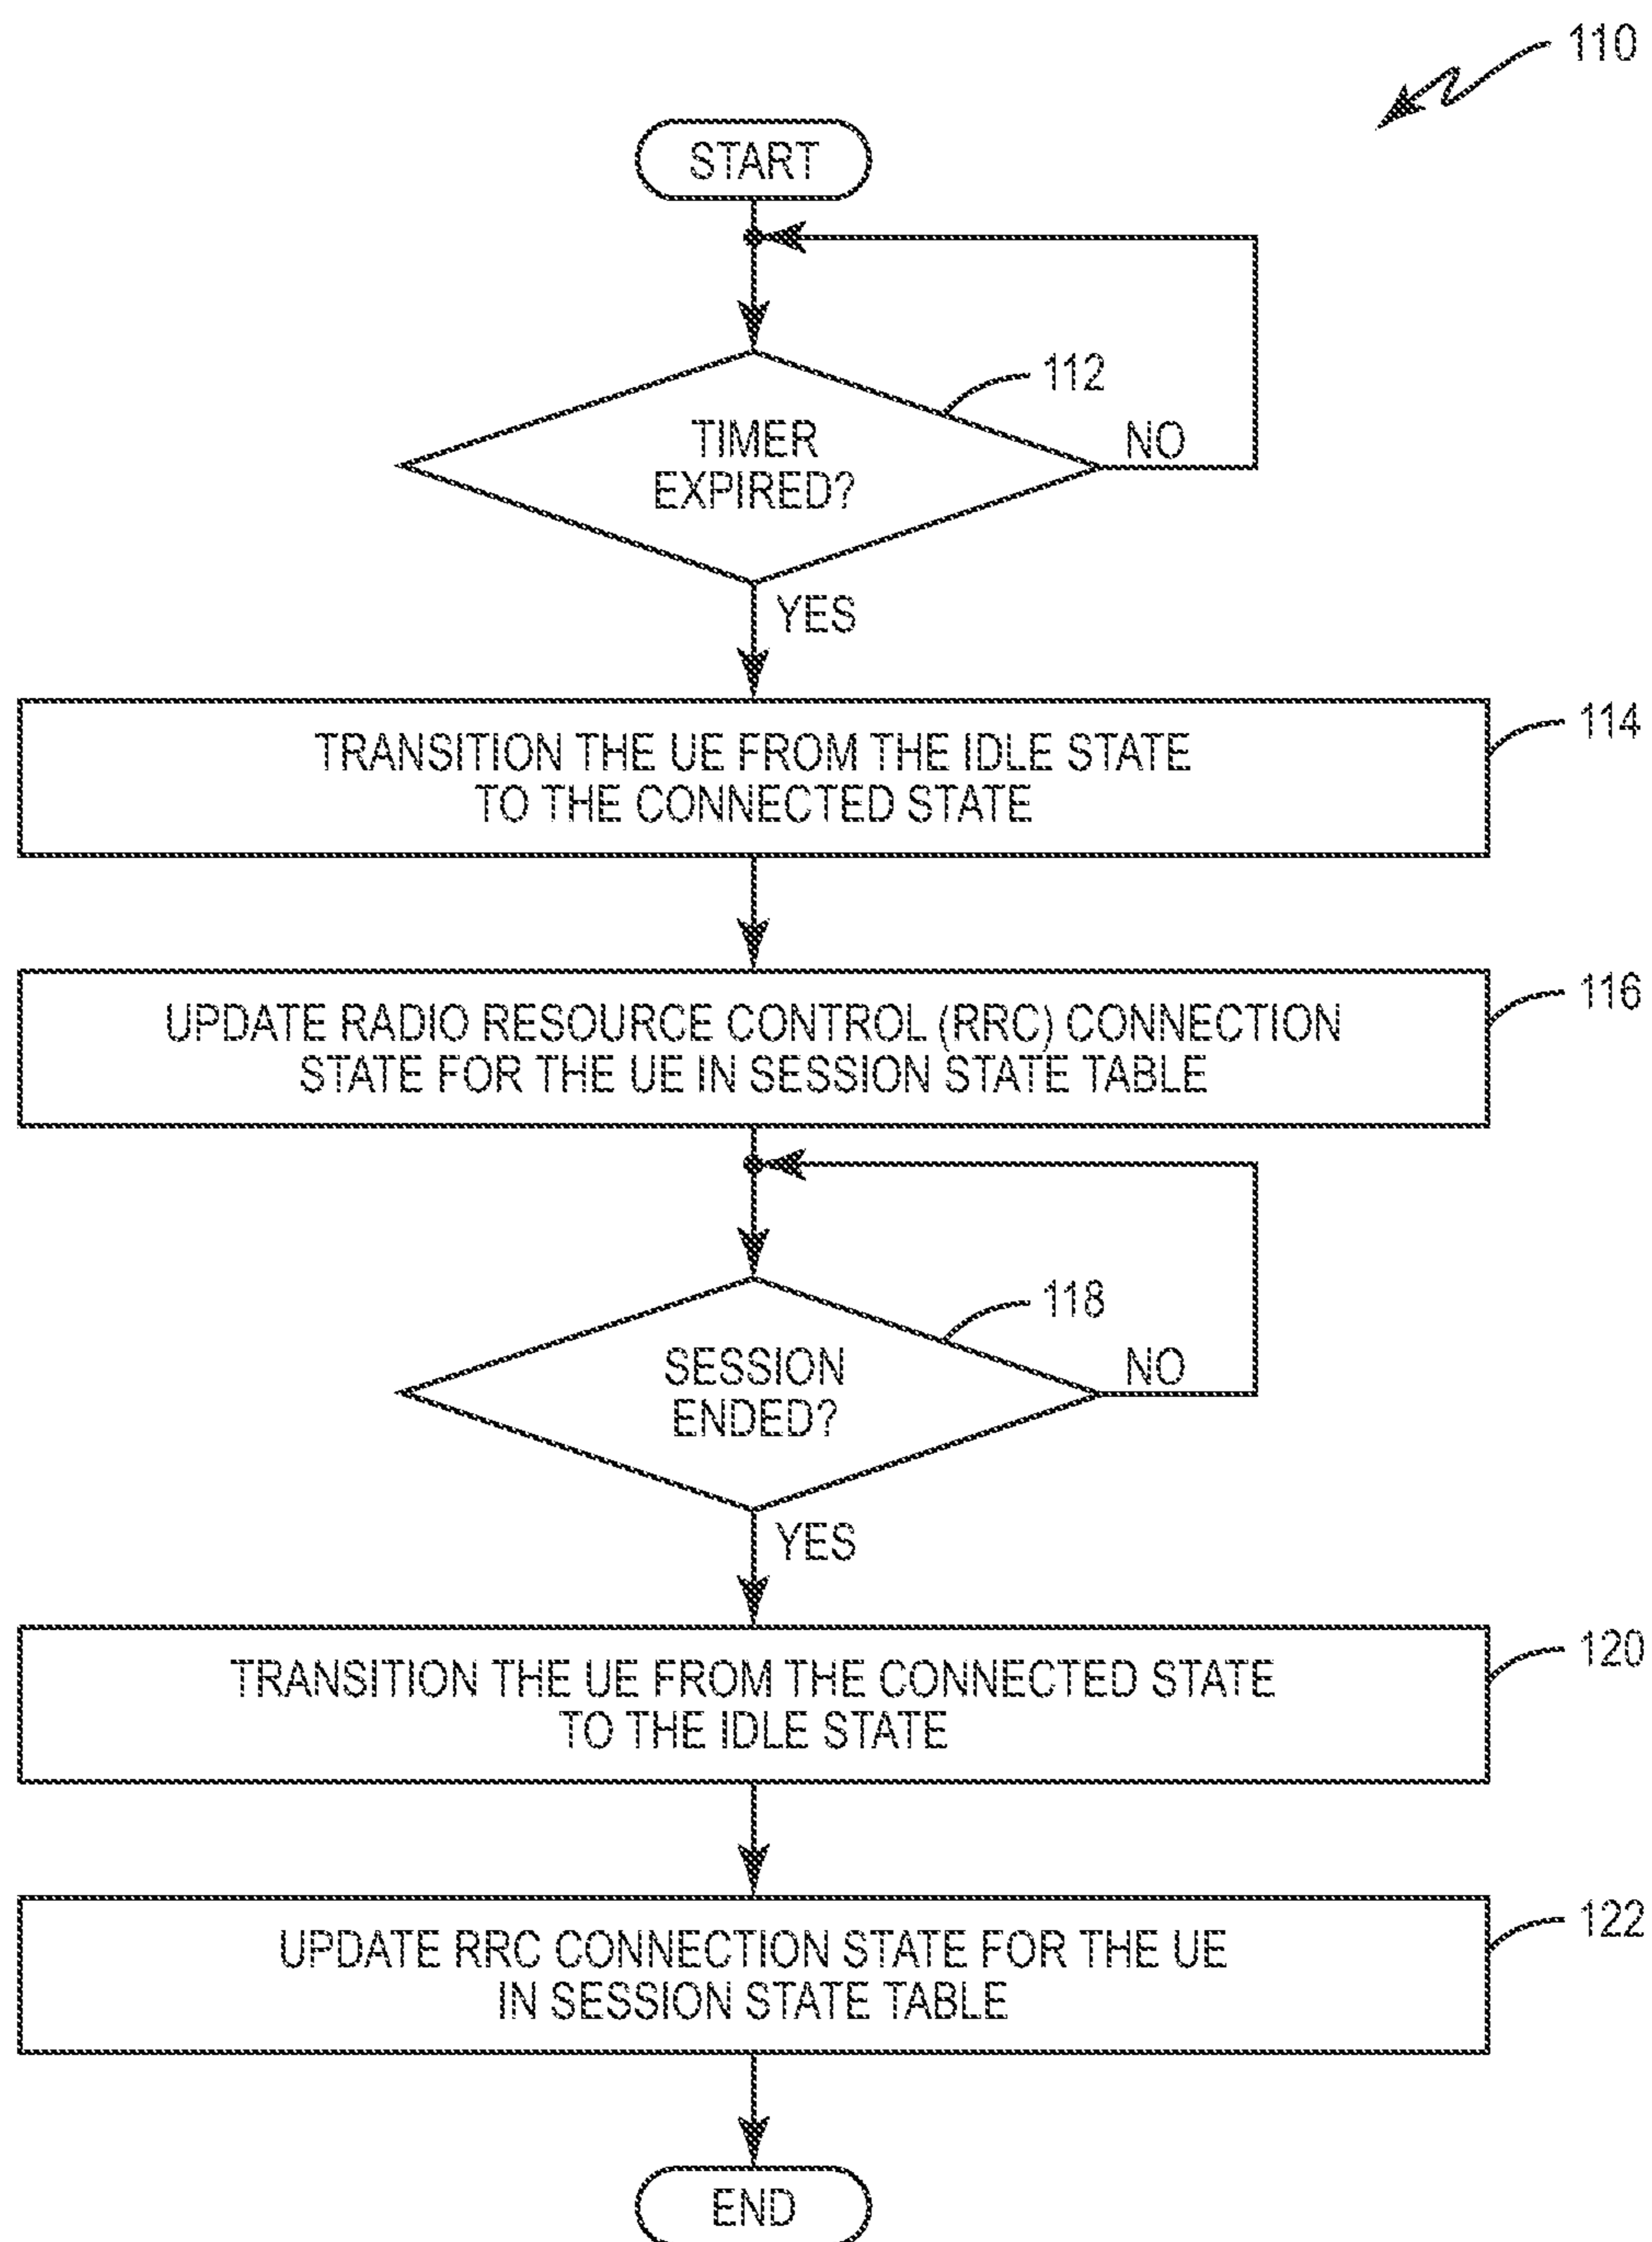 110
START
112
TIMER
EXPIRED?
NO
YES
114
TRANSITION THE UE FROM THE IDLE STATE
TO THE CONNECTED STATE
116
UPDATE RADIO RESOURCE CONTROL (RRC) CONNECTION
STATE FOR THE UE IN SESSION STATE TABLE
118
SESSION
ENDED?
NO
YES
120
TRANSITION THE UE FROM THE CONNECTED STATE
TO THE IDLE STATE
122
UPDATE RRC CONNECTION STATE FOR THE UE
IN SESSION STATE TABLE
END